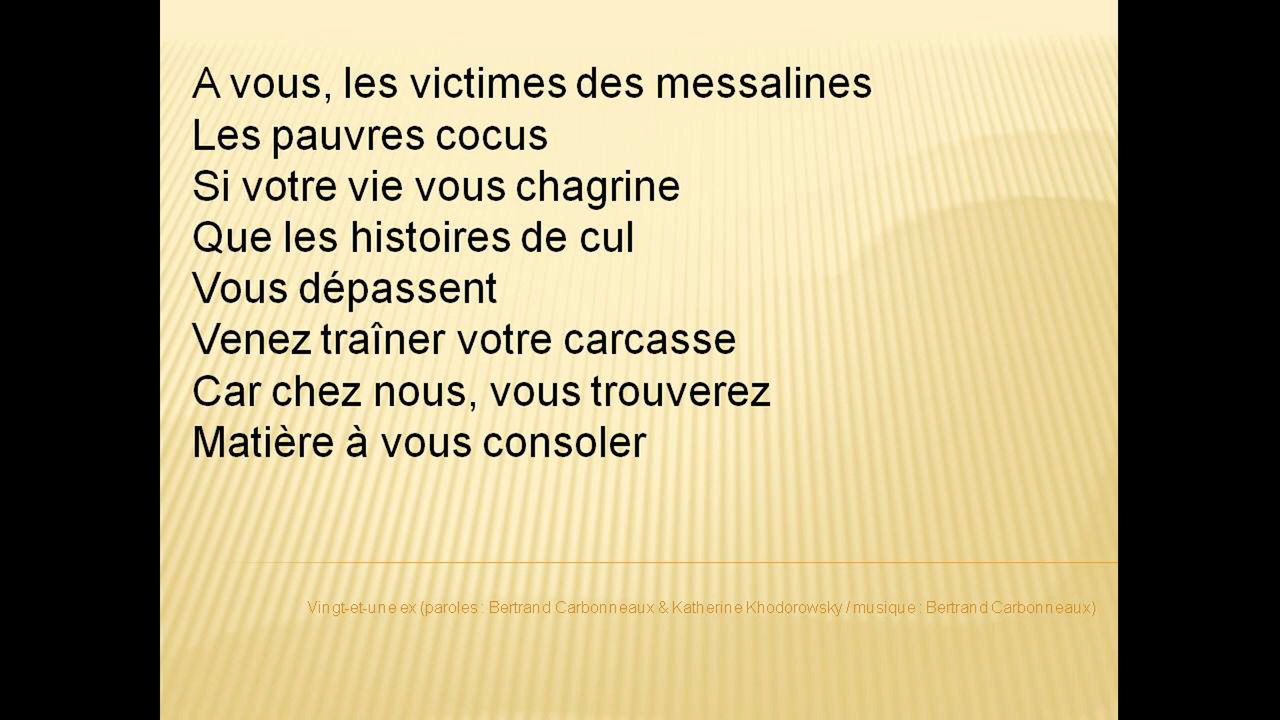 A vous, les victimes des messalines
Les pauvres cocus
Si votre vie vous chagrine
Que les histoires de cul
Vous dépassent
Venez traîner votre carcasse
Car chez nous, vous trouverez
Matière à vous consoler
Vingt-et-une ex (paroles : Bertrand Carbonneaux & Katherine Khodorowsky / musique : Bertrand Carbonneaux)